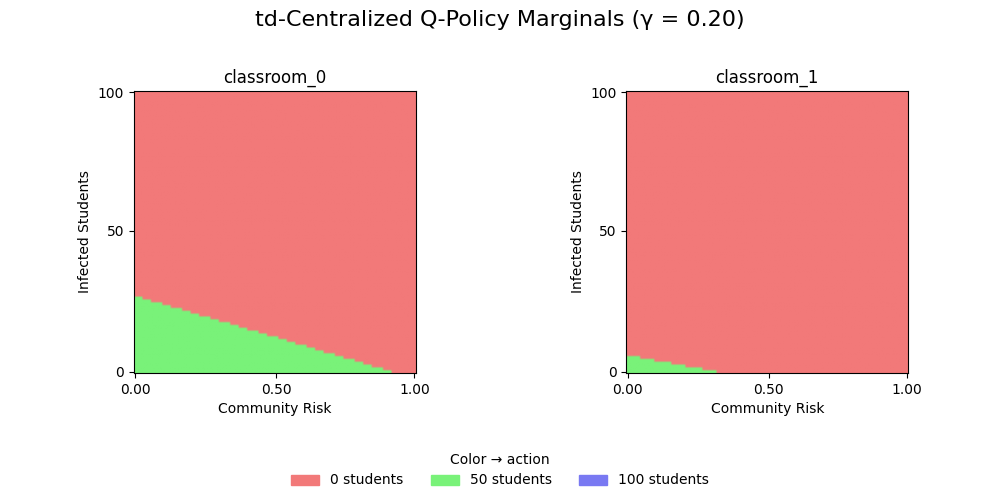 td-Centralized Q-Policy Marginals (γ = 0.20)
classroom_0
classroom_1
100
50
0
Infected Students
0.00
0.50
1.00
Community Risk
100
50
0
Infected Students
0.00
0.50
1.00
Community Risk
Color → action
0 students
50 students
100 students